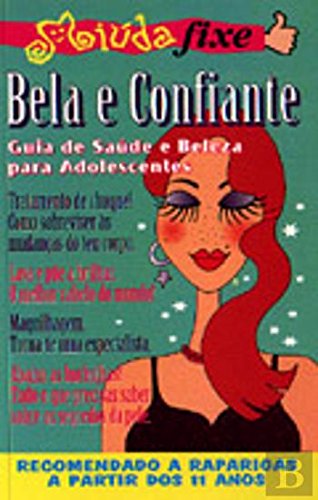 Miúda fixe
Bela e Confiante
Guia de Saúde e Beleza
para Adolescentes
Tratamento de choque!
Como sobreviver às
mudanças do teu corpo.
Lava e põe a brilhar.
O melhor cabelo do mundo!
Maquilhagem.
Torna-te uma especialista.
Tudo o que precisas saber
sobre os segredos da pele.
RECOMENDADO A RAPARIGAS
A PARTIR DOS 11 ANOS
B